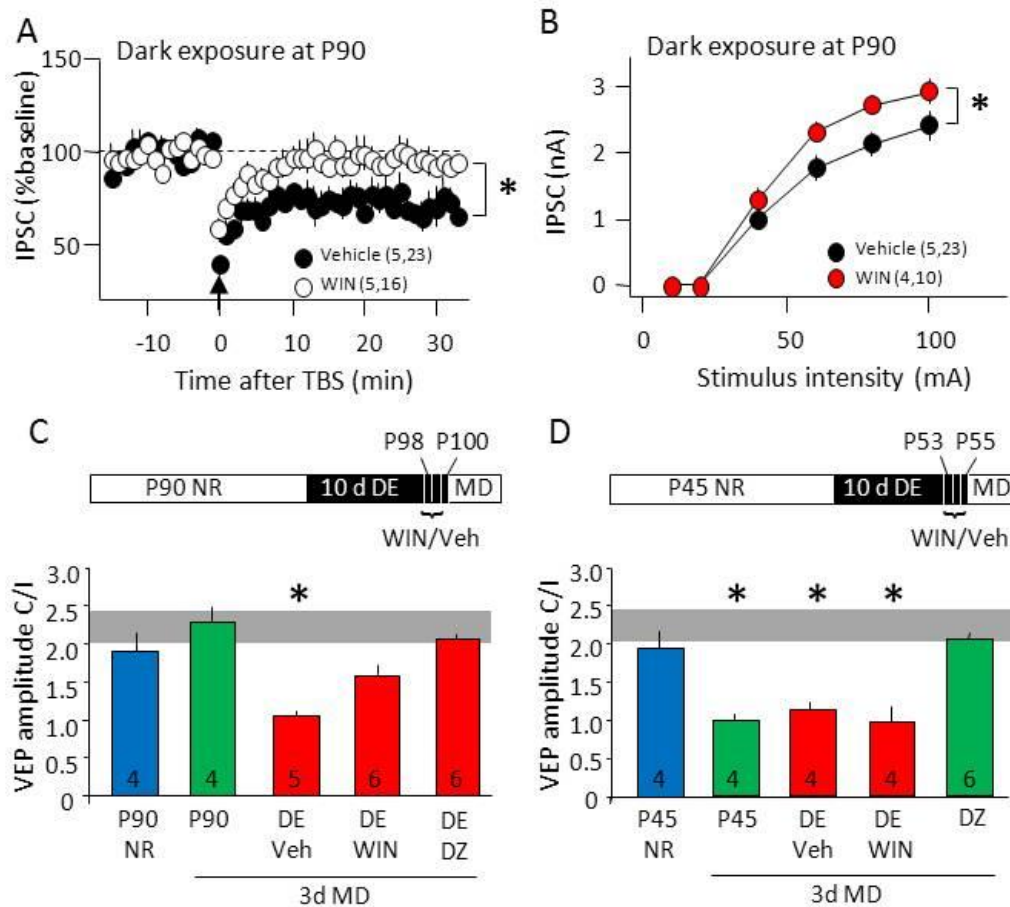 A
Dark exposure at P90
IPSC (%baseline)
150
100
50
*
Vehicle (5,23)
WIN (5,16)
-10 0 10 20 30
Time after TBS (min)
B
Dark exposure at P90
IPSC (nA)
3
2
1
0
*
Vehicle (5,23)
WIN (4,10)
0 50 100
Stimulus intensity (mA)
C
P98 P100
P90 NR
10 d DE
MD
WIN/Veh
VEP amplitude C/I
3.0
2.5
2.0
1.5
1.0
0.5
0
*
4 4 5 6 6
P90 P90 DE DE DE
NR Veh WIN DZ
3d MD
D
P53 P55
P45 NR
10 d DE
MD
WIN/Veh
VEP amplitude C/I
3.0
2.5
2.0
1.5
1.0
0.5
0
* * *
4 4 4 4 6
P45 P45 DE DE DZ
NR Veh WIN
3d MD